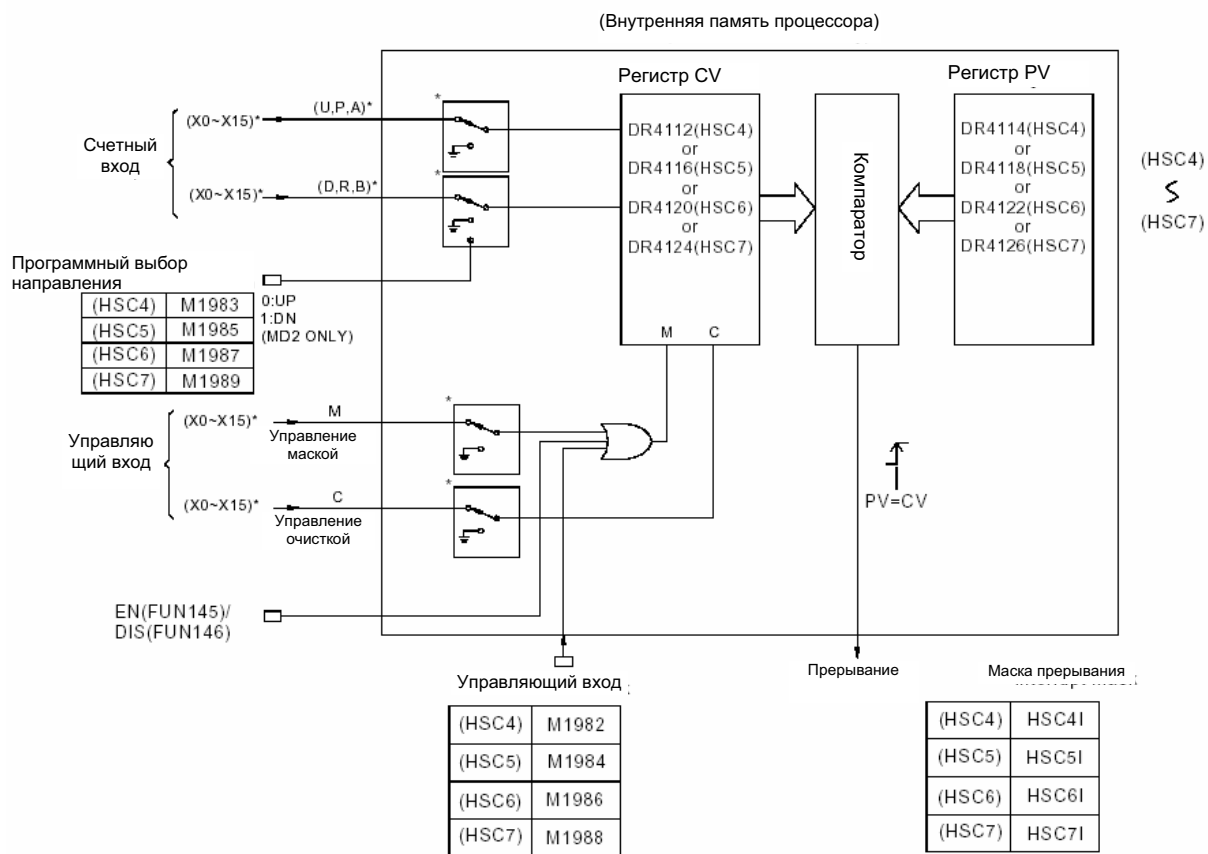 (Внутренняя память процессора)
Регистр CV
Регистр PV
*
(U,P,A)*
(X0~X15)*
Счетный
вход
DR4112(HSC4)
or
DR4116(HSC5)
or
DR4120(HSC6)
or
DR4124(HSC7)
M C
Компаратор
DR4114(HSC4)
or
DR4118(HSC5)
or
DR4122(HSC6)
or
DR4126(HSC7)
(HSC4)
(HSC7)
*
(D,R,B)*
(X0~X15)*
Программный выбор
направления
(HSC4) M1983
(HSC5) M1985
(HSC6) M1987
(HSC7) M1989
0:UP
1:DN
(MD2 ONLY)
*
(X0~X15)*
M
Управление
маской
Управляю
щий вход
*
(X0~X15)*
C
Управление
очисткой
PV=CV
EN(FUN145)/
DIS(FUN146)
Управляющий вход
(HSC4) M1982
(HSC5) M1984
(HSC6) M1986
(HSC7) M1988
Прерывание
Маска прерывания
(HSC4) HSC4I
(HSC5) HSC5I
(HSC6) HSC6I
(HSC7) HSC7I